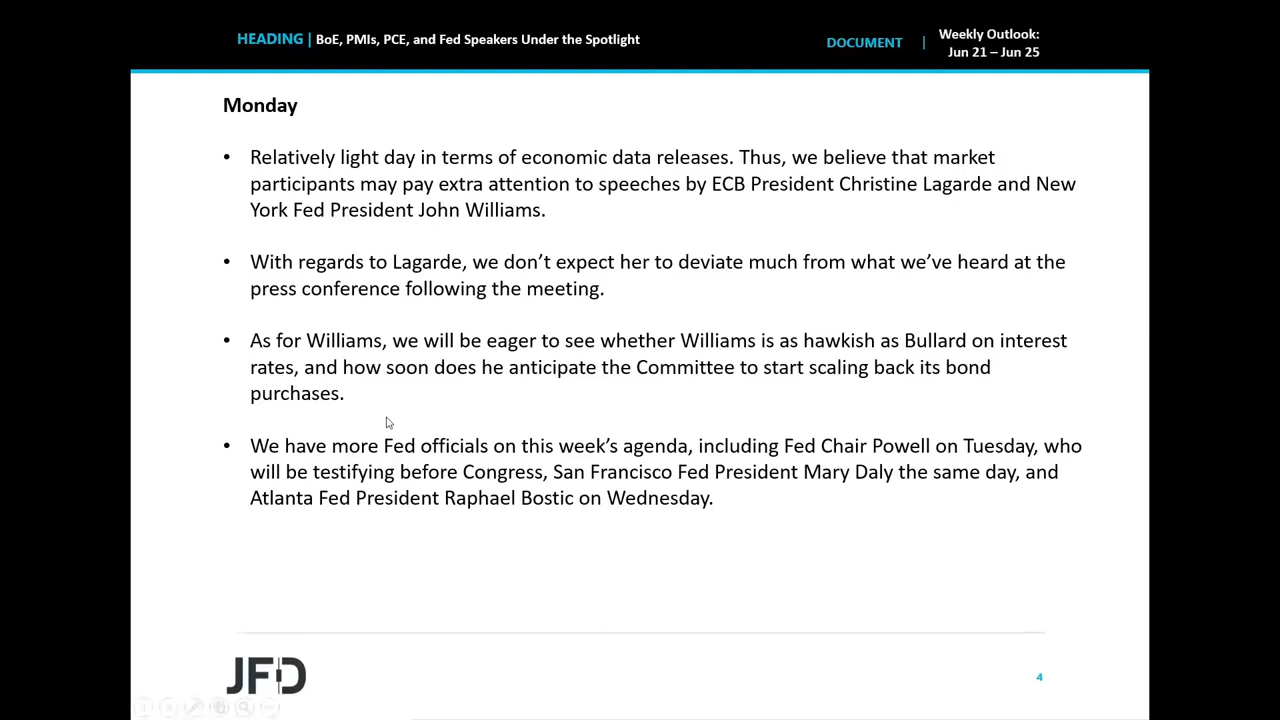 HEADING | BoE, PMIs, PCE, and Fed Speakers Under the Spotlight
DOCUMENT | Weekly Outlook:
Jun 21 – Jun 25
Monday
• Relatively light day in terms of economic data releases. Thus, we believe that market
participants may pay extra attention to speeches by ECB President Christine Lagarde and New
York Fed President John Williams.
• With regards to Lagarde, we don’t expect her to deviate much from what we’ve heard at the
press conference following the meeting.
• As for Williams, we will be eager to see whether Williams is as hawkish as Bullard on interest
rates, and how soon does he anticipate the Committee to start scaling back its bond
purchases.
• We have more Fed officials on this week’s agenda, including Fed Chair Powell on Tuesday, who
will be testifying before Congress, San Francisco Fed President Mary Daly the same day, and
Atlanta Fed President Raphael Bostic on Wednesday.
JFD
4